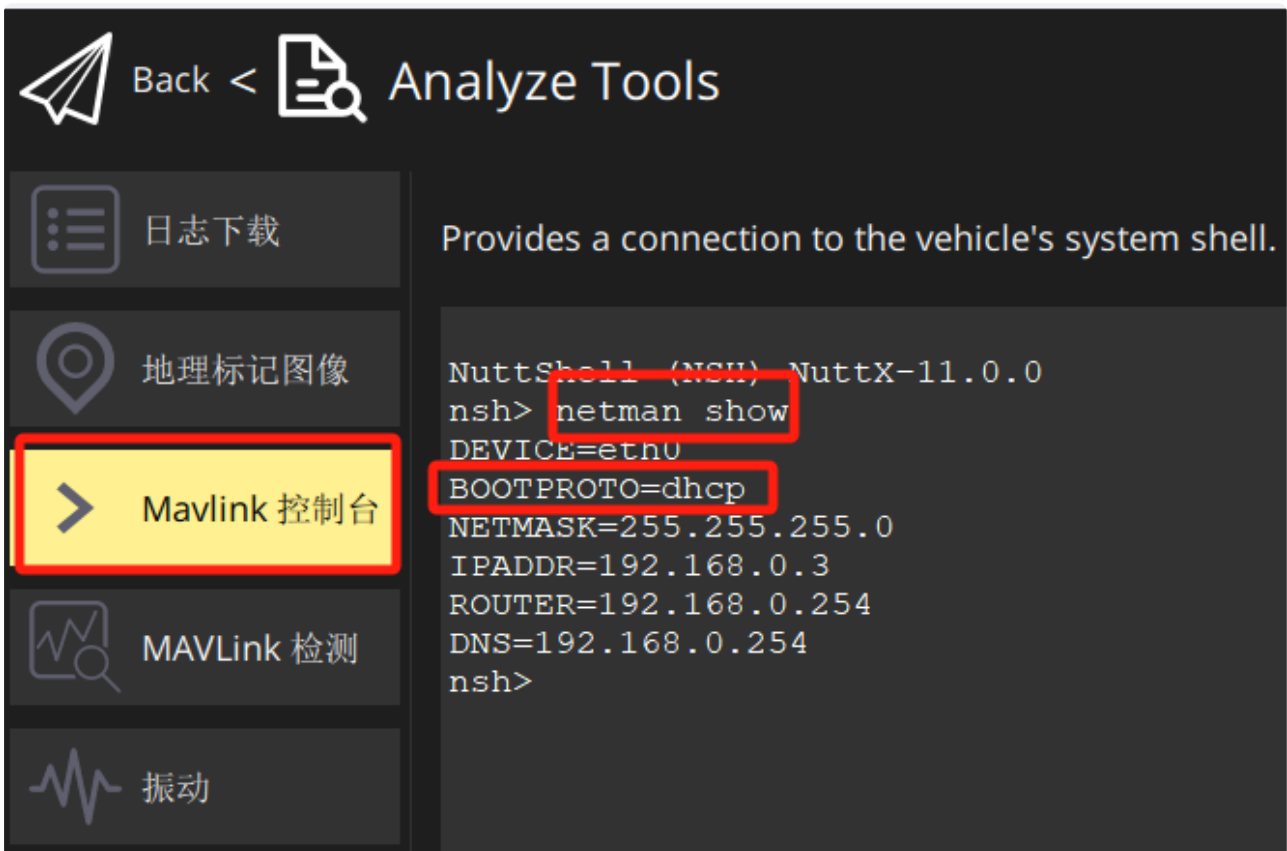 Back < Analyze Tools
日志下载
地理标记图像
Mavlink 控制台
MAVLink 检测
振动
Provides a connection to the vehicle's system shell.
NuttShell (NSH) NuttX-11.0.0
nsh> netman show
DEVICE=eth0
BOOTPROTO=dhcp
NETMASK=255.255.255.0
IPADDR=192.168.0.3
ROUTER=192.168.0.254
DNS=192.168.0.254
nsh>